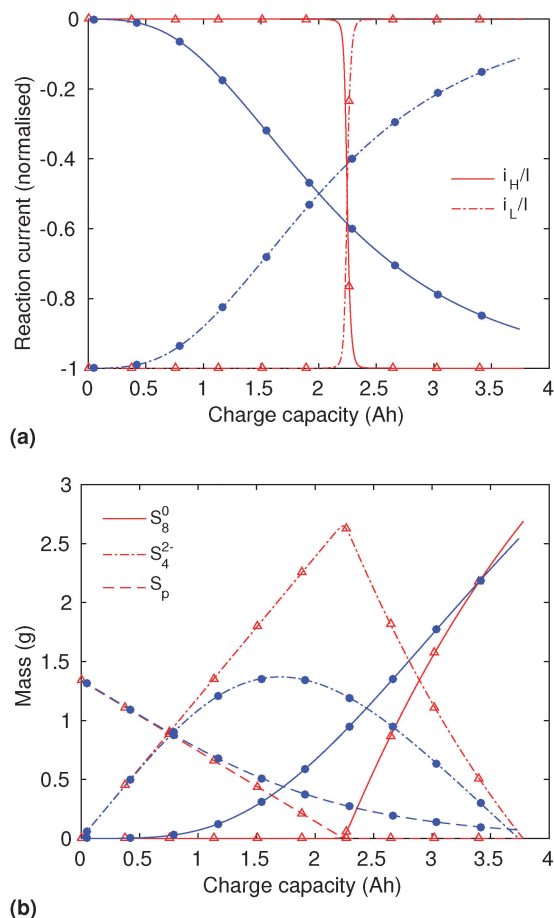 0
-0.2
-0.4
-0.6
-0.8
-1
Reaction current (normalised)
i_H/I
i_L/I
0 0.5 1 1.5 2 2.5 3 3.5 4
Charge capacity (Ah)
(a)
3
2.5
2
1.5
1
0.5
0
Mass (g)
S_8^0
S_4^{2-}
S_p
0 0.5 1 1.5 2 2.5 3 3.5 4
Charge capacity (Ah)
(b)